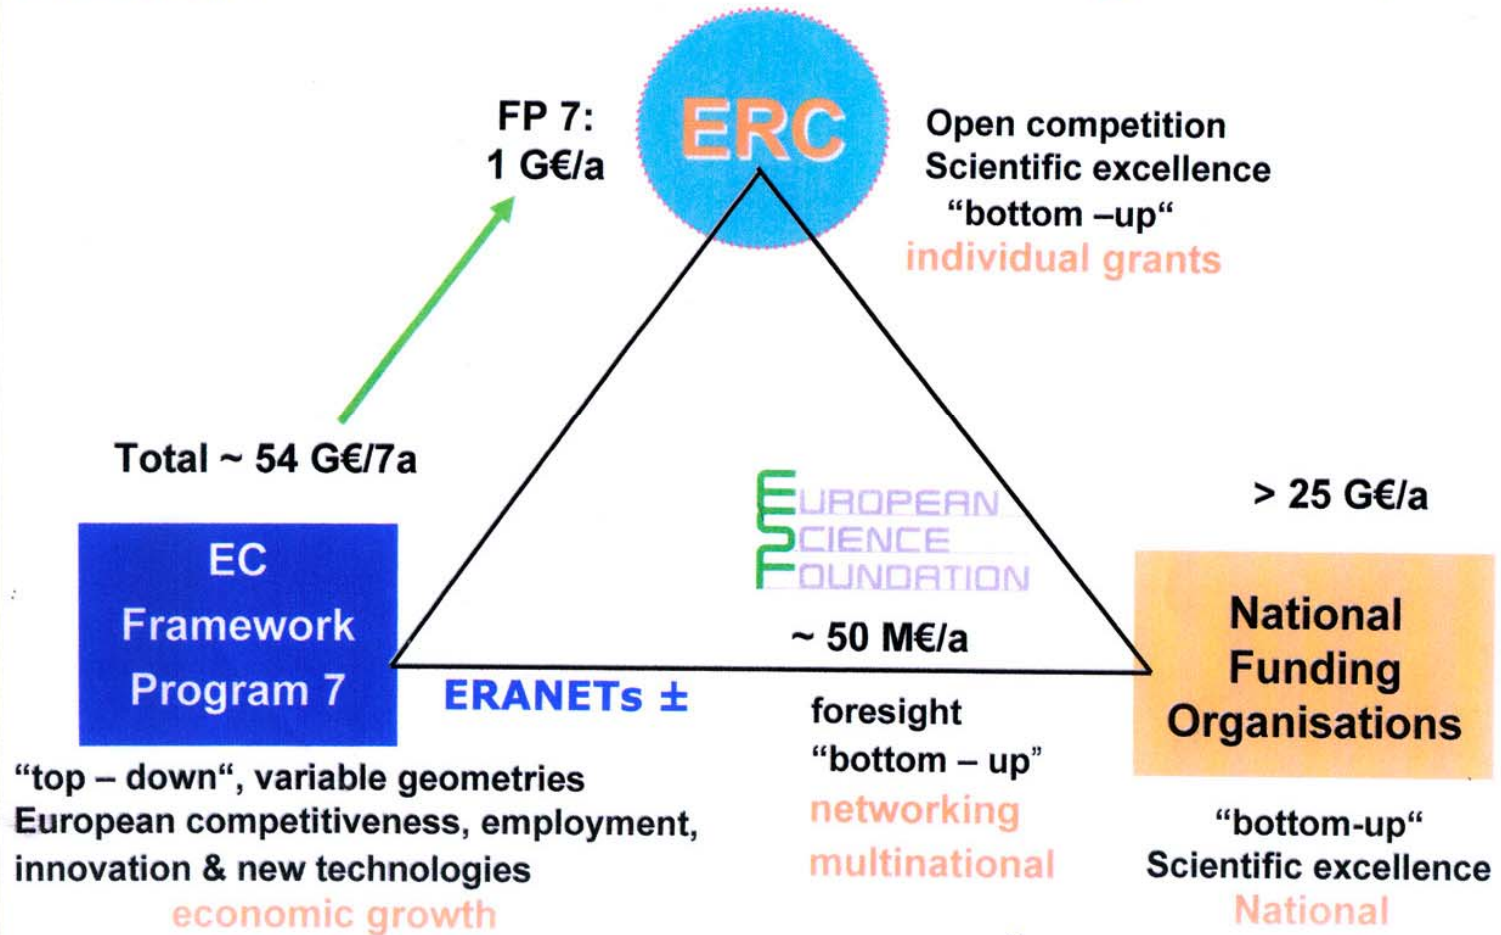 ERC
FP 7:
1 G€/a
Open competition
Scientific excellence
“bottom –up“
individual grants
Total ~ 54 G€/7a
EC
Framework
Program 7
“top – down“, variable geometries
European competitiveness, employment,
innovation & new technologies
economic growth
ERANETs ±
EUROPEAN
SCIENCE
FOUNDATION
~ 50 M€/a
foresight
“bottom – up”
networking
multinational
> 25 G€/a
National
Funding
Organisations
“bottom-up“
Scientific excellence
National